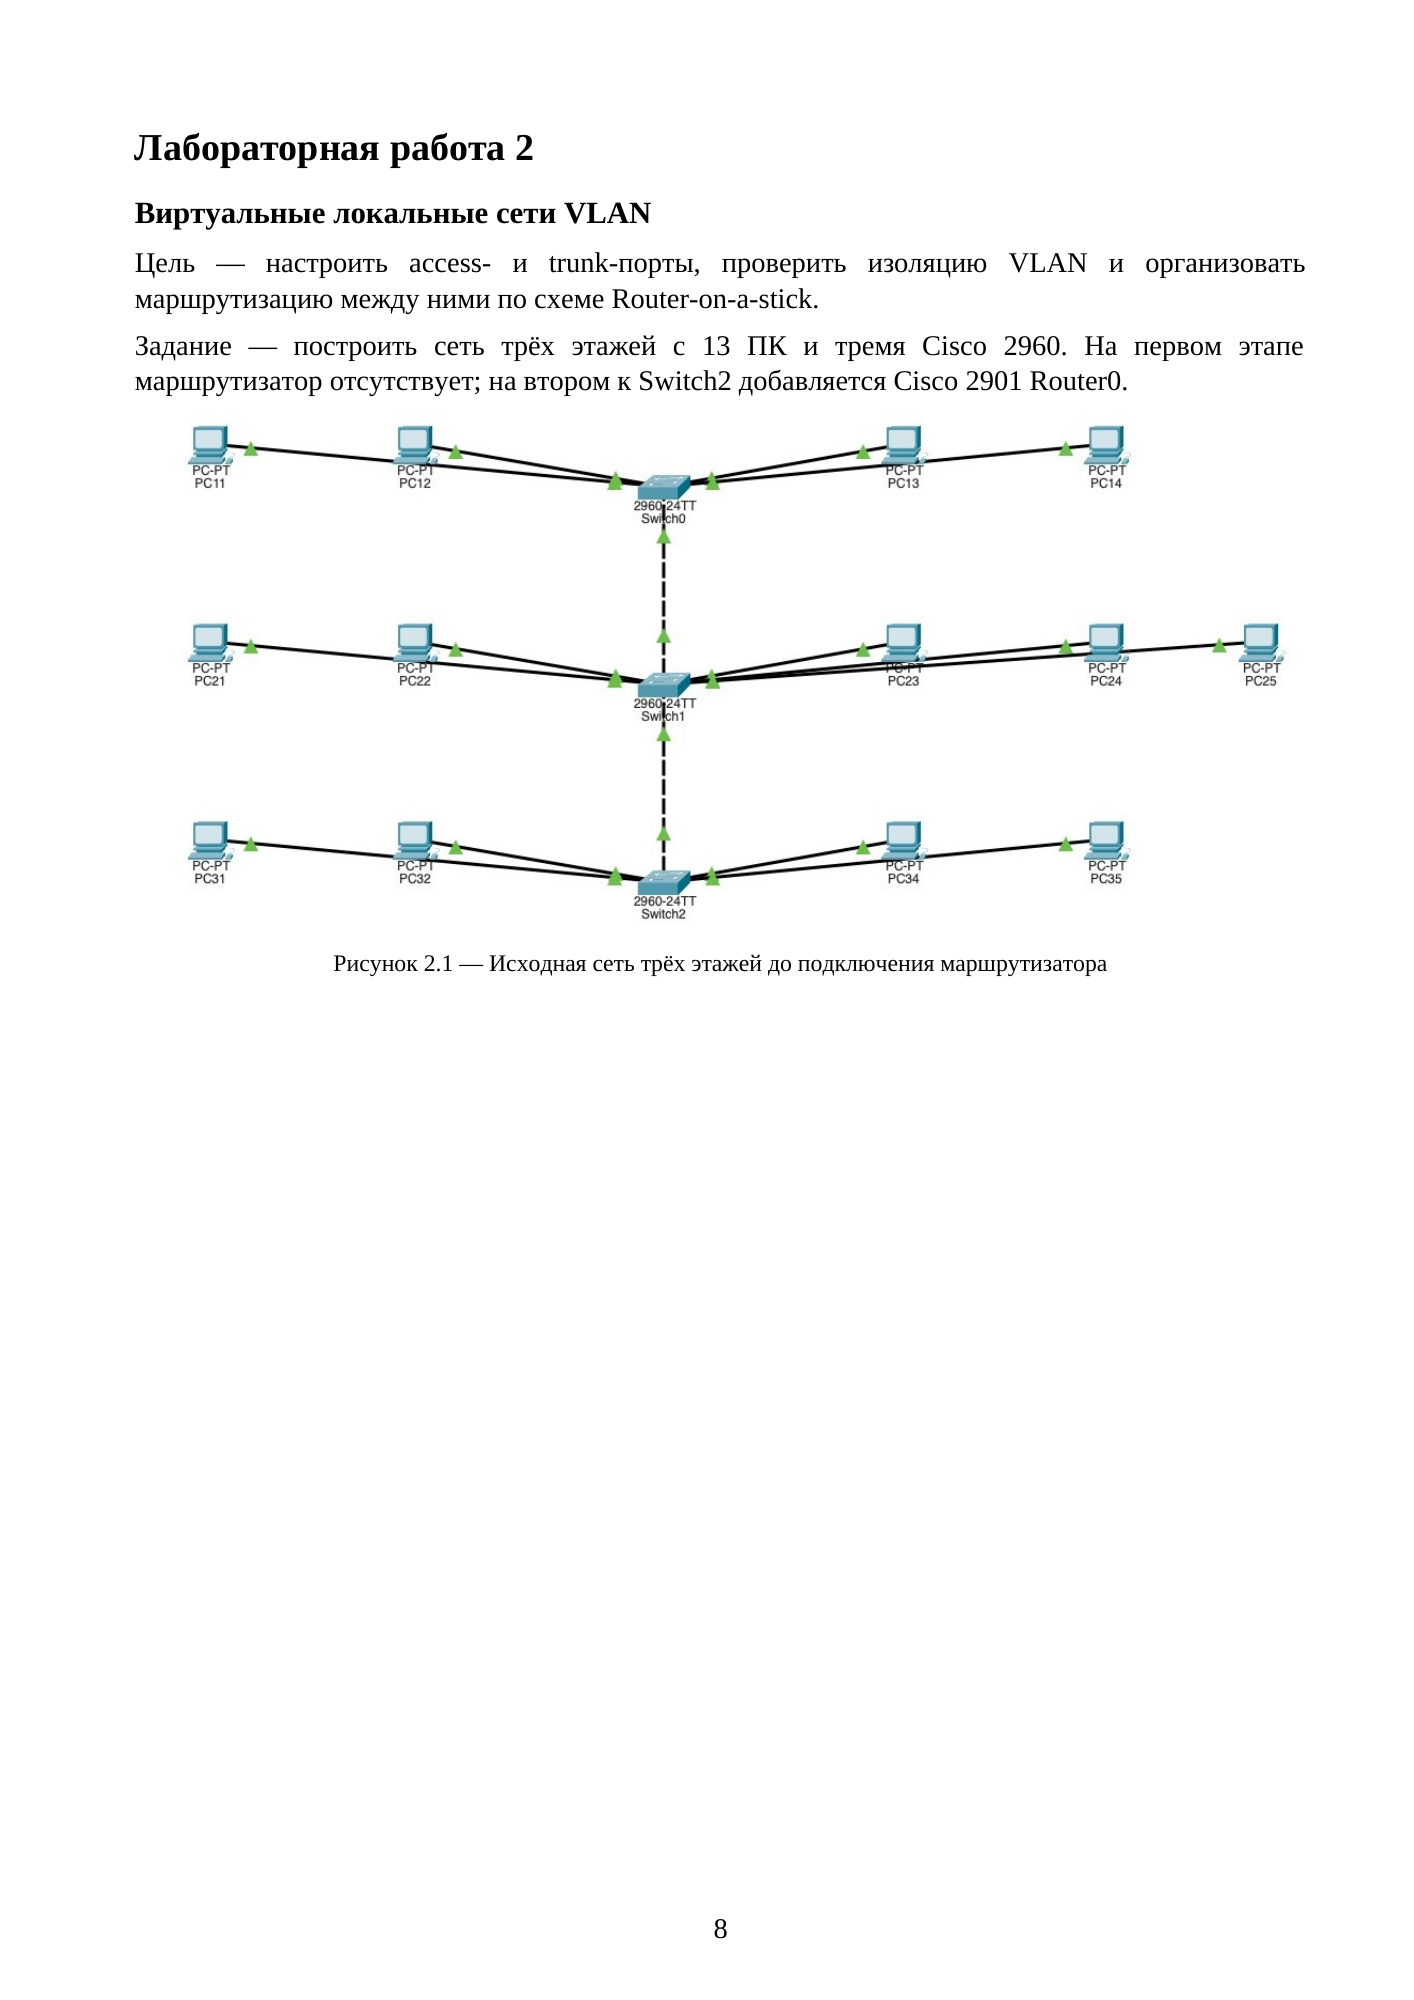 Лабораторная работа 2
Виртуальные локальные сети VLAN
Цель — настроить access- и trunk-порты, проверить изоляцию VLAN и организовать
маршрутизацию между ними по схеме Router-on-a-stick.
Задание — построить сеть трёх этажей с 13 ПК и тремя Cisco 2960. На первом этапе
маршрутизатор отсутствует; на втором к Switch2 добавляется Cisco 2901 Router0.
PC-PT
PC11
PC-PT
PC12
PC-PT
PC13
PC-PT
PC14
2960-24TT
Switch0
PC-PT
PC21
PC-PT
PC22
PC-PT
PC23
PC-PT
PC24
PC-PT
PC25
2960-24TT
Switch1
PC-PT
PC31
PC-PT
PC32
PC-PT
PC34
PC-PT
PC35
2960-24TT
Switch2
Рисунок 2.1 — Исходная сеть трёх этажей до подключения маршрутизатора
8